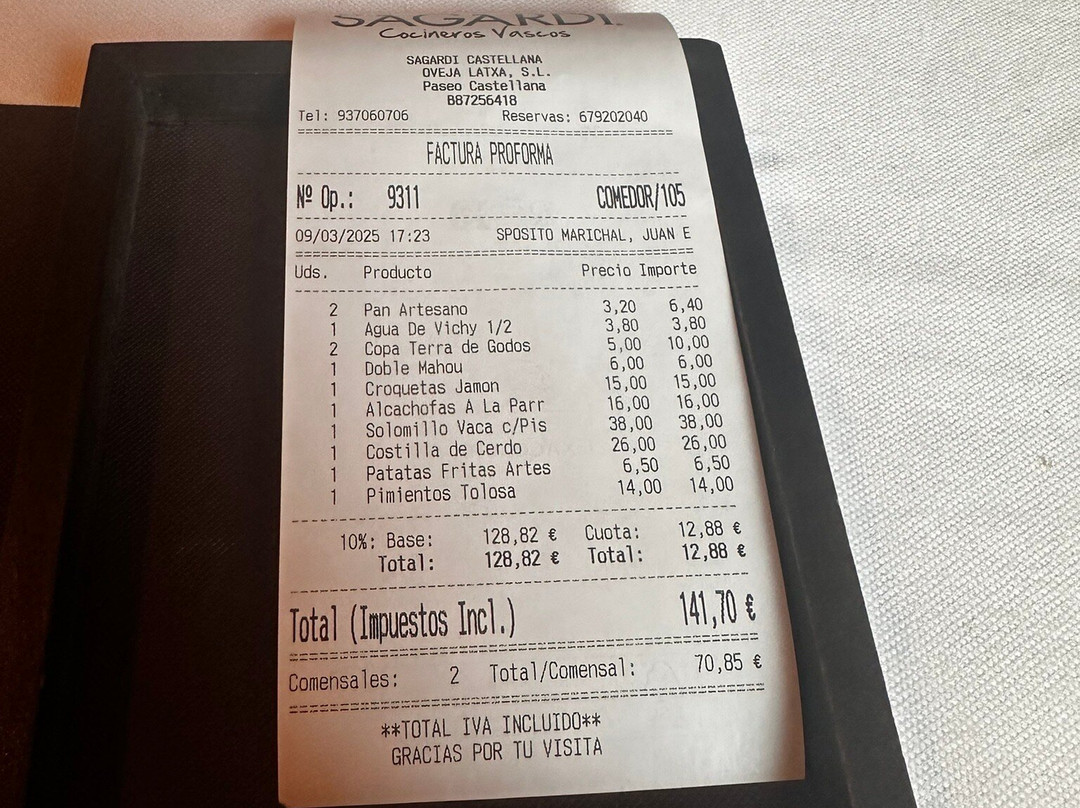 SAGARDI
Cocineros Vascos
SAGARDI CASTELLANA
OVEJA LATXA, S.L.
Paseo Castellana
B87256418
Tel: 937060706 Reservas: 679202040
FACTURA PROFORMA
Nº Op.: 9311 COMEDOR/105
09/03/2025 17:23 SPOSITO MARICHAL, JUAN E
Uds. Producto Precio Importe
2 Pan Artesano 3,20 6,40
1 Agua De Vichy 1/2 3,80 3,80
2 Copa Terra de Godos 5,00 10,00
1 Doble Mahou 6,00 6,00
1 Croquetas Jamon 15,00 15,00
1 Alcachofas A La Parr 16,00 16,00
1 Solomillo Vaca c/Pis 38,00 38,00
1 Costilla de Cerdo 26,00 26,00
1 Patatas Fritas Artes 6,50 6,50
1 Pimientos Tolosa 14,00 14,00
10%: Base: 128,82 € Cuota: 12,88 €
Total: 128,82 € Total: 12,88 €
Total (Impuestos Incl.) 141,70 €
Comensales: 2 Total/Comensal: 70,85 €
**TOTAL IVA INCLUIDO**
GRACIAS POR TU VISITA